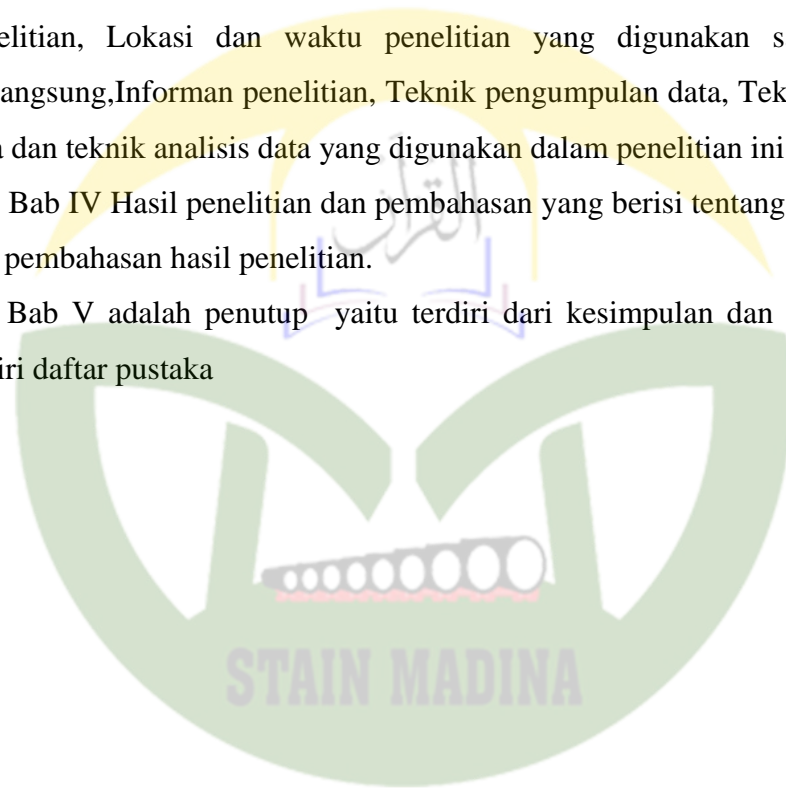 elitian, Lokasi dan waktu penelitian yang digunakan s
angsung,Informan penelitian, Teknik pengumpulan data, Tek
dan teknik analisis data yang digunakan dalam penelitian ini
Bab IV Hasil penelitian dan pembahasan yang berisi tentang
pembahasan hasil penelitian.
Bab V adalah penutup yaitu terdiri dari kesimpulan dan
iri daftar pustaka
القرآن
STAIN MADINA